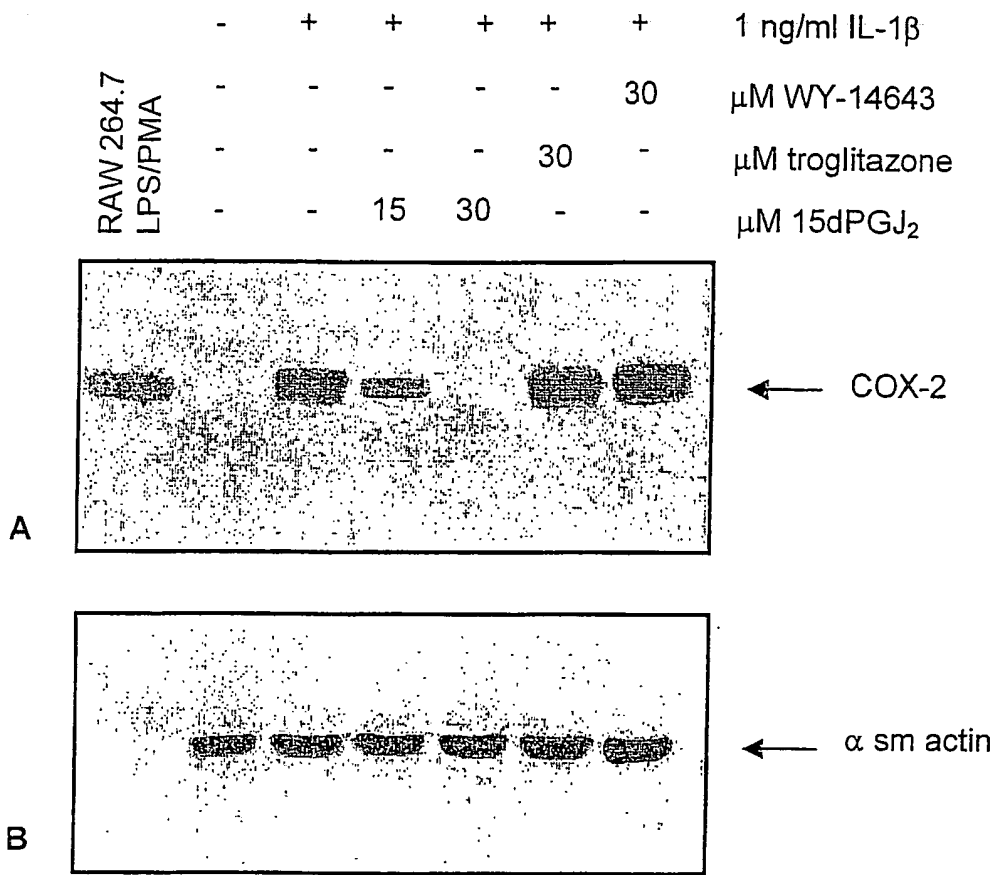 - + + + + + 1 ng/ml IL-1β
RAW 264.7
LPS/PMA
- - - - - 30 μM WY-14643
- - - - 30 - μM troglitazone
- - 15 30 - - μM 15dPGJ₂
COX-2
A
α sm actin
B